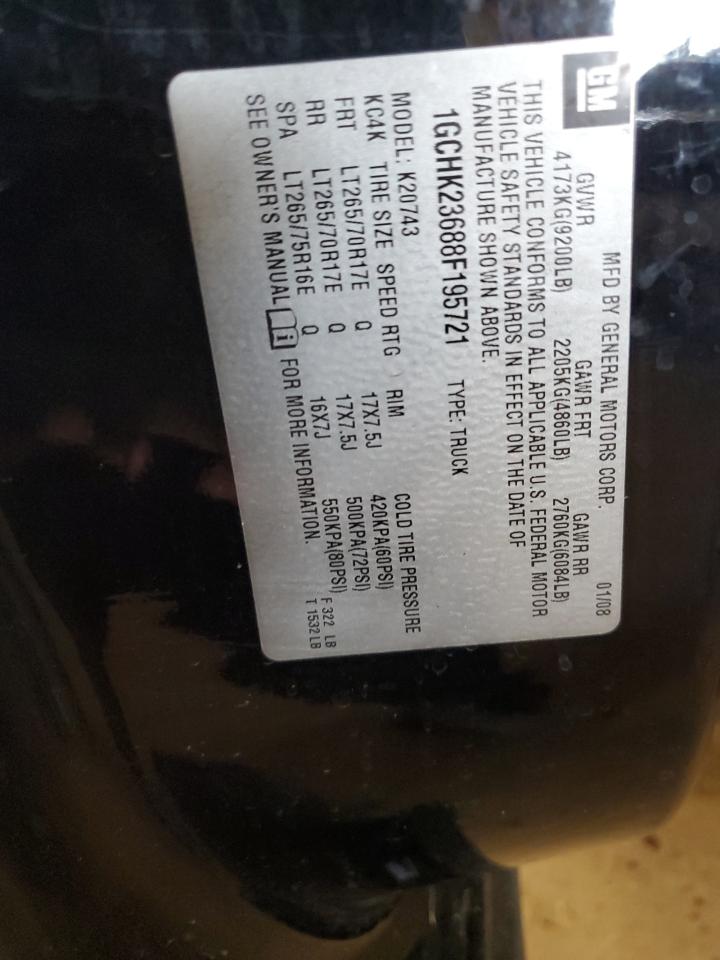 GM
MFD BY GENERAL MOTORS CORP. 01/08
GVWR GAWR FRT GAWR RR
4173KG(9200LB) 2205KG(4860LB) 2760KG(6084LB)
THIS VEHICLE CONFORMS TO ALL APPLICABLE U.S. FEDERAL MOTOR
VEHICLE SAFETY STANDARDS IN EFFECT ON THE DATE OF
MANUFACTURE SHOWN ABOVE.
1GCHK23688F195721 TYPE: TRUCK
MODEL: K20743
KC4K TIRE SIZE SPEED RTG RIM COLD TIRE PRESSURE
FRT LT265/70R17E Q 17X7.5J 420KPA(60PSI)
RR LT265/70R17E Q 17X7.5J 500KPA(72PSI)
SPA LT265/75R16E Q 16X7J 550KPA(80PSI)
SEE OWNER'S MANUAL i FOR MORE INFORMATION.
F 322 LB
T 1532LB